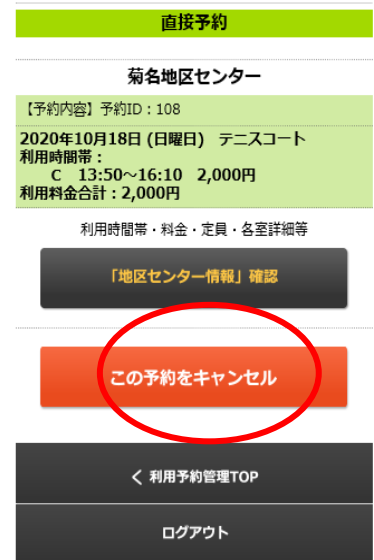 直接予約
菊名地区センター
【予約内容】予約ID：108
2020年10月18日 (日曜日)　テニスコート
利用時間帯：
C　13:50～16:10　2,000円
利用料金合計：2,000円
利用時間帯・料金・定員・各室詳細等
「地区センター情報」確認
この予約をキャンセル
く 利用予約管理TOP
ログアウト